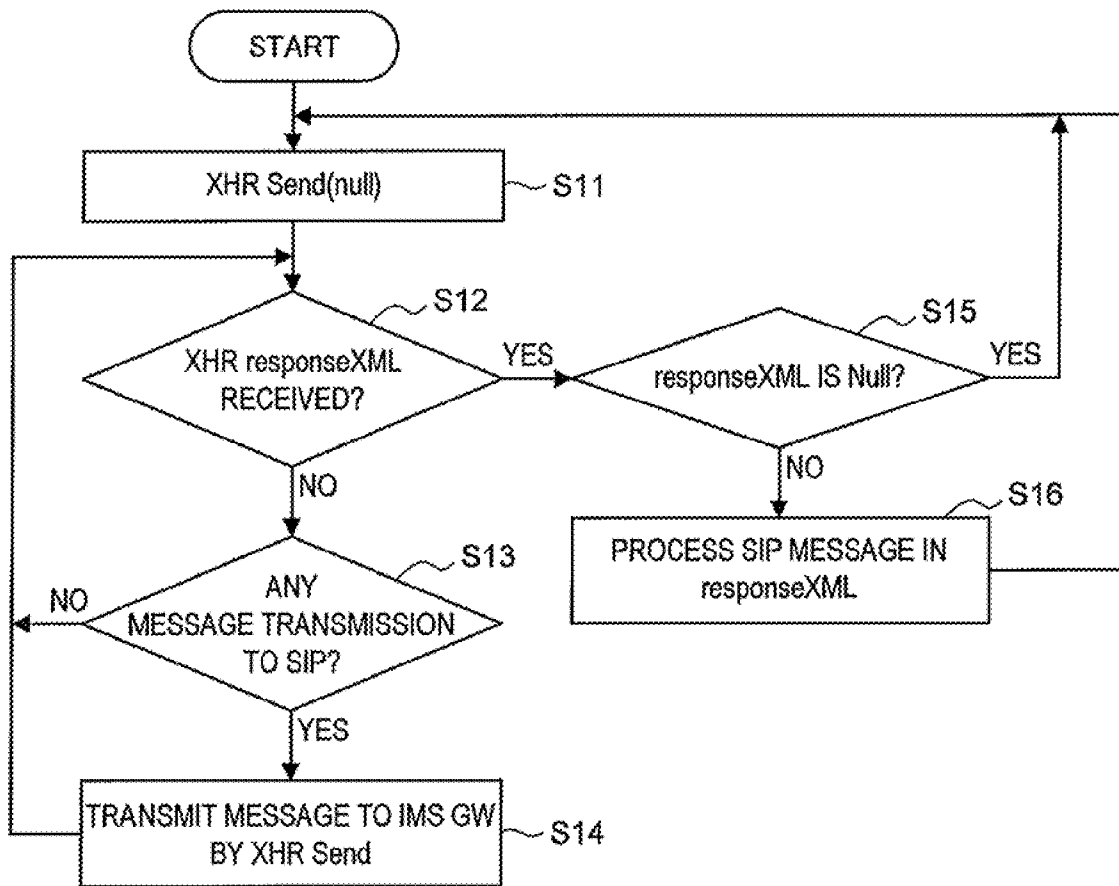 START
XHR Send(null)
S11
S12
XHR responseXML
RECEIVED?
YES
S15
responseXML IS Null?
YES
NO
NO
S16
PROCESS SIP MESSAGE IN
responseXML
S13
ANY
MESSAGE TRANSMISSION
TO SIP?
NO
YES
TRANSMIT MESSAGE TO IMS GW
BY XHR Send
S14